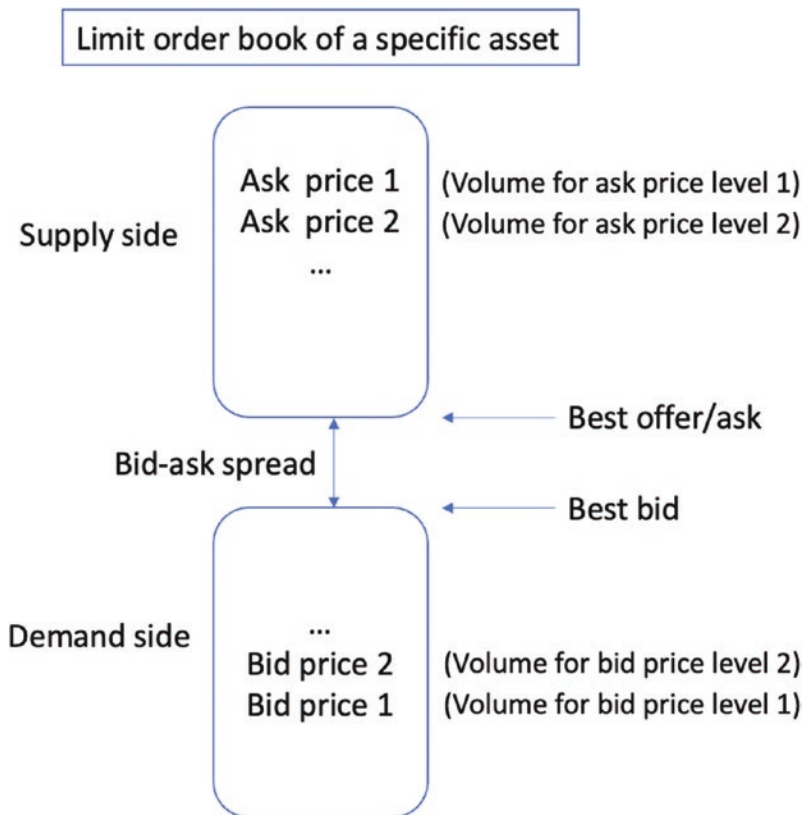 Limit order book of a specific asset
Ask price 1 (Volume for ask price level 1)
Supply side Ask price 2 (Volume for ask price level 2)
...
Best offer/ask
Bid-ask spread
Best bid
Demand side ...
Bid price 2 (Volume for bid price level 2)
Bid price 1 (Volume for bid price level 1)